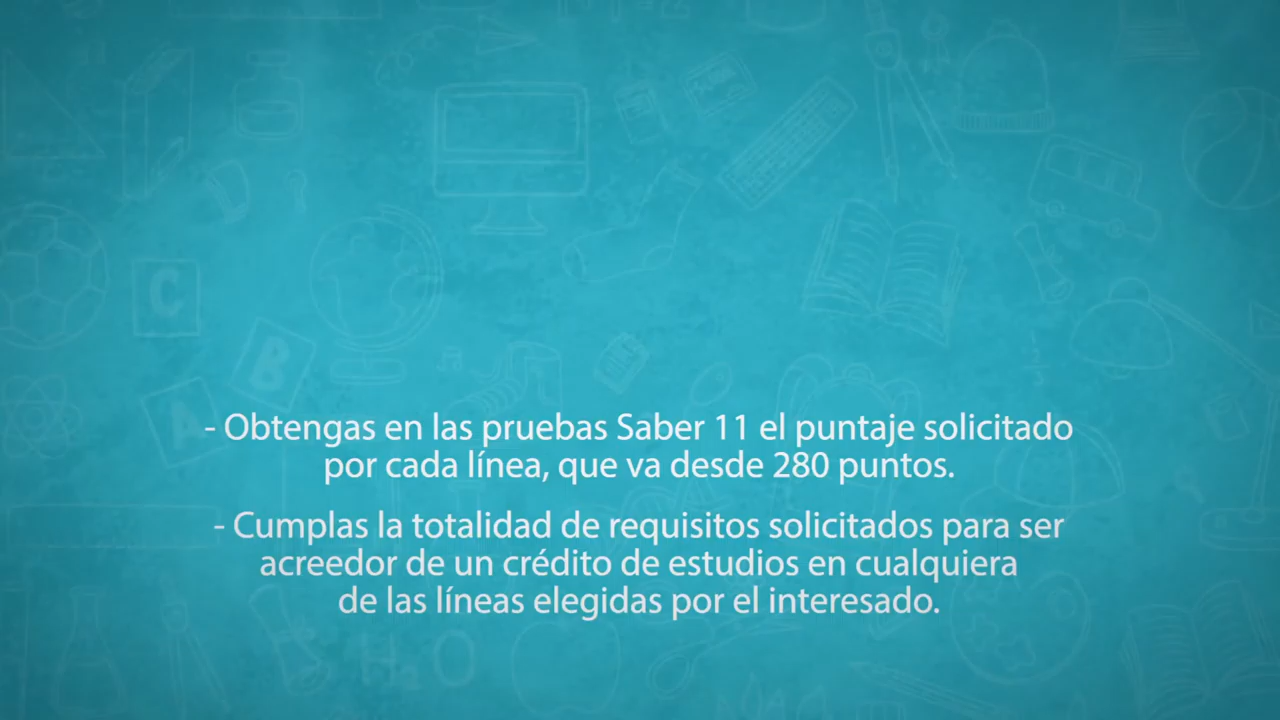 - Obtengas en las pruebas Saber 11 el puntaje solicitado
por cada línea, que va desde 280 puntos.
- Cumplas la totalidad de requisitos solicitados para ser
acreedor de un crédito de estudios en cualquiera
de las líneas elegidas por el interesado.
C
B
A
H₂O